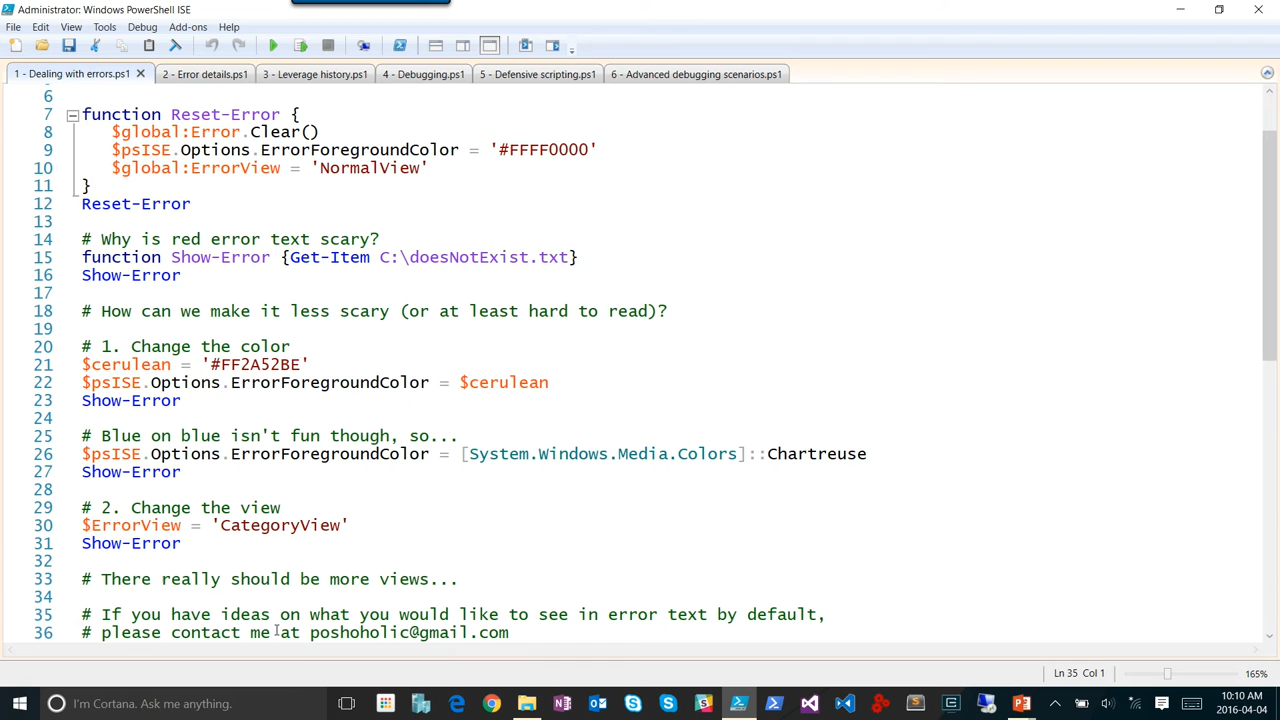 Administrator: Windows PowerShell ISE
File Edit View Tools Debug Add-ons Help
1 - Dealing with errors.ps1 2 - Error details.ps1 3 - Leverage history.ps1 4 - Debugging.ps1 5 - Defensive scripting.ps1 6 - Advanced debugging scenarios.ps1
6
7 function Reset-Error {
8 $global:Error.Clear()
9 $psISE.Options.ErrorForegroundColor = '#FFFF0000'
10 $global:ErrorView = 'NormalView'
11 }
12 Reset-Error
13
14 # Why is red error text scary?
15 function Show-Error {Get-Item C:\doesNotExist.txt}
16 Show-Error
17
18 # How can we make it less scary (or at least hard to read)?
19
20 # 1. Change the color
21 $cerulean = '#FF2A52BE'
22 $psISE.Options.ErrorForegroundColor = $cerulean
23 Show-Error
24
25 # Blue on blue isn't fun though, so...
26 $psISE.Options.ErrorForegroundColor = [System.Windows.Media.Colors]::Chartreuse
27 Show-Error
28
29 # 2. Change the view
30 $ErrorView = 'CategoryView'
31 Show-Error
32
33 # There really should be more views...
34
35 # If you have ideas on what you would like to see in error text by default,
36 # please contact me at poshoholic@gmail.com
Ln 35 Col 1 165%
I'm Cortana. Ask me anything.
10:10 AM
2016-04-04